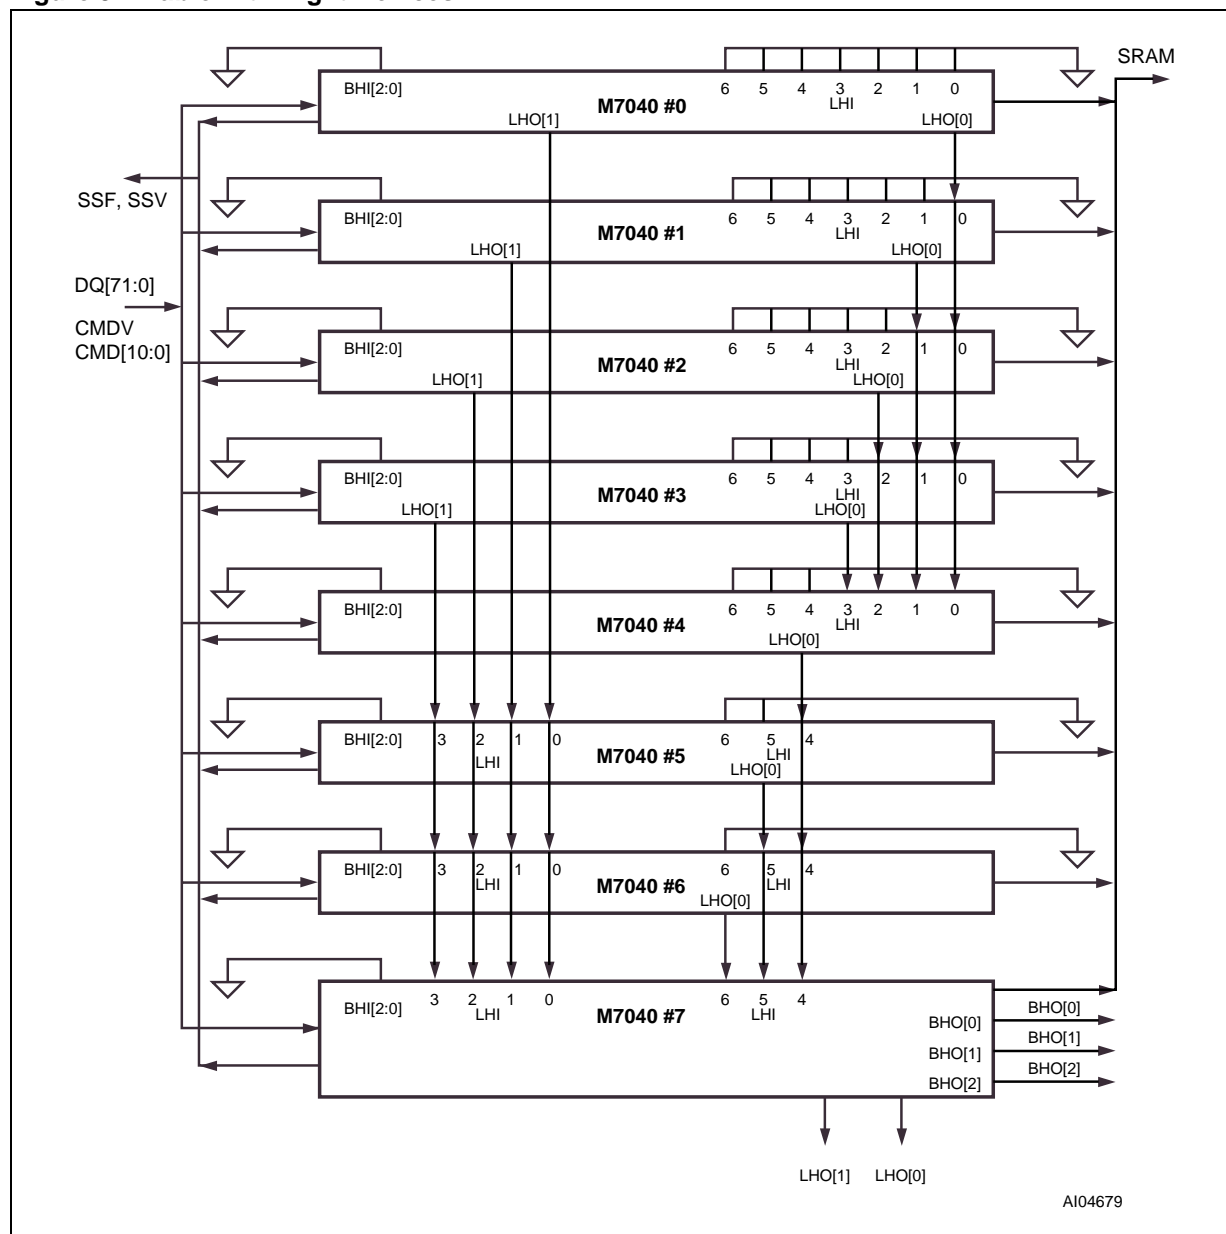 SRAM
BHI[2:0] 6 5 4 3 2 1 0
LHI
M7040 #0
LHO[1] LHO[0]
SSF, SSV
BHI[2:0] 6 5 4 3 2 1 0
LHI
M7040 #1
LHO[1] LHO[0]
DQ[71:0]
CMDV
CMD[10:0]
BHI[2:0] 6 5 4 3 2 1 0
LHI
M7040 #2
LHO[1] LHO[0]
BHI[2:0] 6 5 4 3 2 1 0
LHI
M7040 #3
LHO[1] LHO[0]
BHI[2:0] 6 5 4 3 2 1 0
LHI
M7040 #4
LHO[0]
BHI[2:0] 3 2 1 0 6 5 4
LHI M7040 #5 LHI
LHO[0]
BHI[2:0] 3 2 1 0 6 5 4
LHI M7040 #6 LHI
LHO[0]
BHI[2:0] 3 2 1 0 6 5 4
LHI M7040 #7 LHI
BHO[0] BHO[0]
BHO[1] BHO[1]
BHO[2] BHO[2]
LHO[1] LHO[0]
AI04679